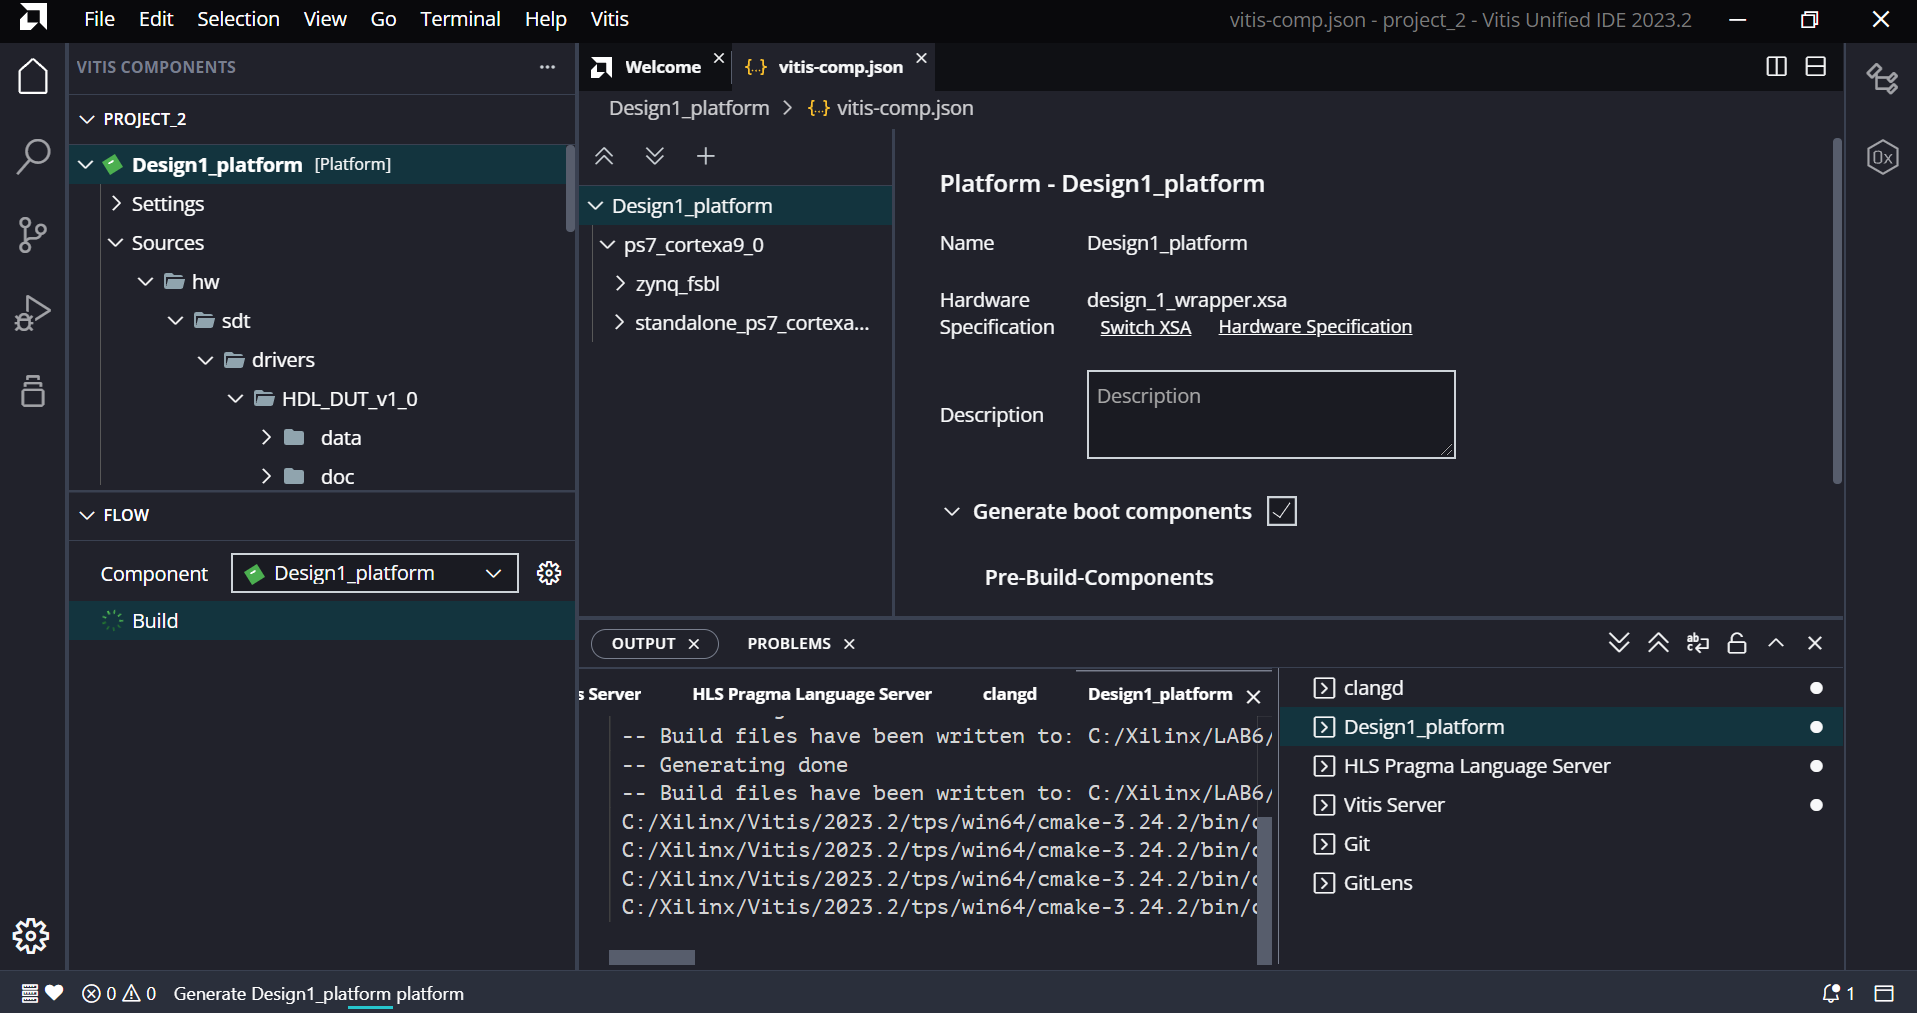 File Edit Selection View Go Terminal Help Vitis
vitis-comp.json - project_2 - Vitis Unified IDE 2023.2
VITIS COMPONENTS
PROJECT_2
Design1_platform [Platform]
Settings
Sources
hw
sdt
drivers
HDL_DUT_v1_0
data
doc
FLOW
Component Design1_platform
Build
Welcome
{..} vitis-comp.json
Design1_platform > {..} vitis-comp.json
Design1_platform
ps7_cortexa9_0
zynq_fsbl
standalone_ps7_cortexa...
Platform - Design1_platform
Name Design1_platform
Hardware Specification design_1_wrapper.xsa
Switch XSA Hardware Specification
Description Description
Generate boot components
Pre-Build-Components
OUTPUT PROBLEMS
s Server HLS Pragma Language Server clangd Design1_platform
-- Build files have been written to: C:/Xilinx/LAB6/
-- Generating done
-- Build files have been written to: C:/Xilinx/LAB6/
C:/Xilinx/Vitis/2023.2/tps/win64/cmake-3.24.2/bin/c
C:/Xilinx/Vitis/2023.2/tps/win64/cmake-3.24.2/bin/c
C:/Xilinx/Vitis/2023.2/tps/win64/cmake-3.24.2/bin/c
C:/Xilinx/Vitis/2023.2/tps/win64/cmake-3.24.2/bin/c
clangd
Design1_platform
HLS Pragma Language Server
Vitis Server
Git
GitLens
0x
0 0 Generate Design1_platform platform
1